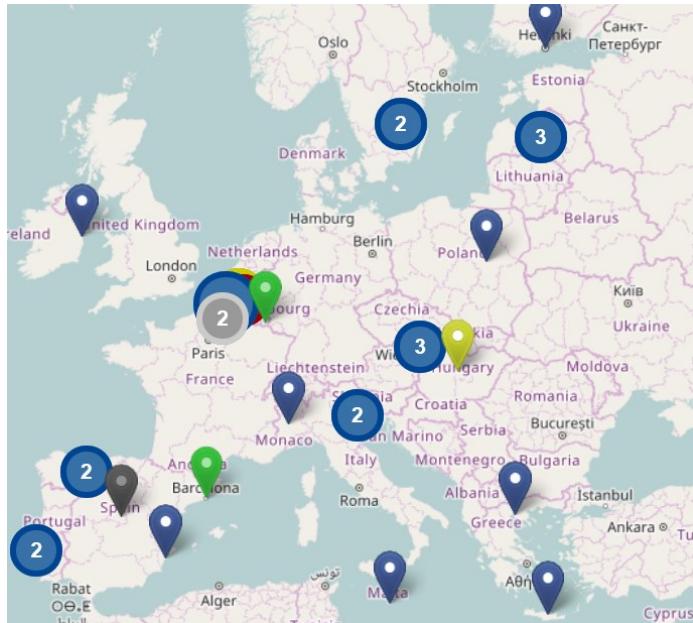 Helsinki
Санкт-
Петербург
Oslo
Stockholm
Estonia
2
3
Denmark
Lithuania
Belarus
United Kingdom
Hamburg
Berlin
Netherlands
London
Germany
Київ
2
Czechia
Ukraine
Paris
3
Hungary
Moldova
France
Liechtenstein
Croatia
Romania
2
Monaco
San Marino
Serbia
București
Italy
Montenegro
Bulgaria
Andorra
2
Barcelona
Roma
Albania
Istanbul
Spain
Portugal
Greece
Ankara
2
Rabat
ⵔⴱⴰⵟ
Alger
تونس
Malta
Cyprus